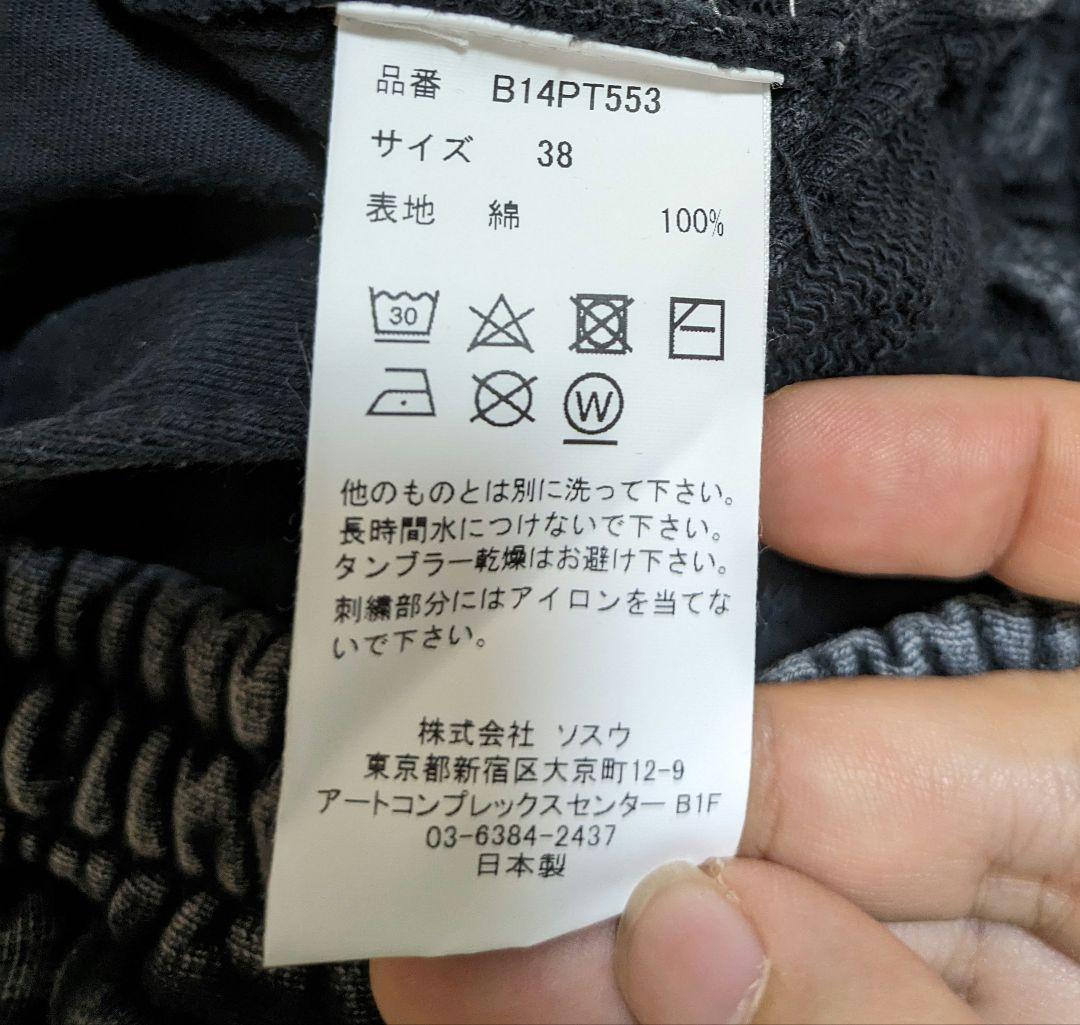 品番 B14PT553
サイズ 38
表地 綿 100%
30
W
他のものとは別に洗って下さい。
長時間水につけないで下さい。
タンブラー乾燥はお避け下さい。
刺繍部分にはアイロンを当てな
いで下さい。
株式会社 ソスウ
東京都新宿区大京町12-9
アートコンプレックスセンター B1F
03-6384-2437
日本製